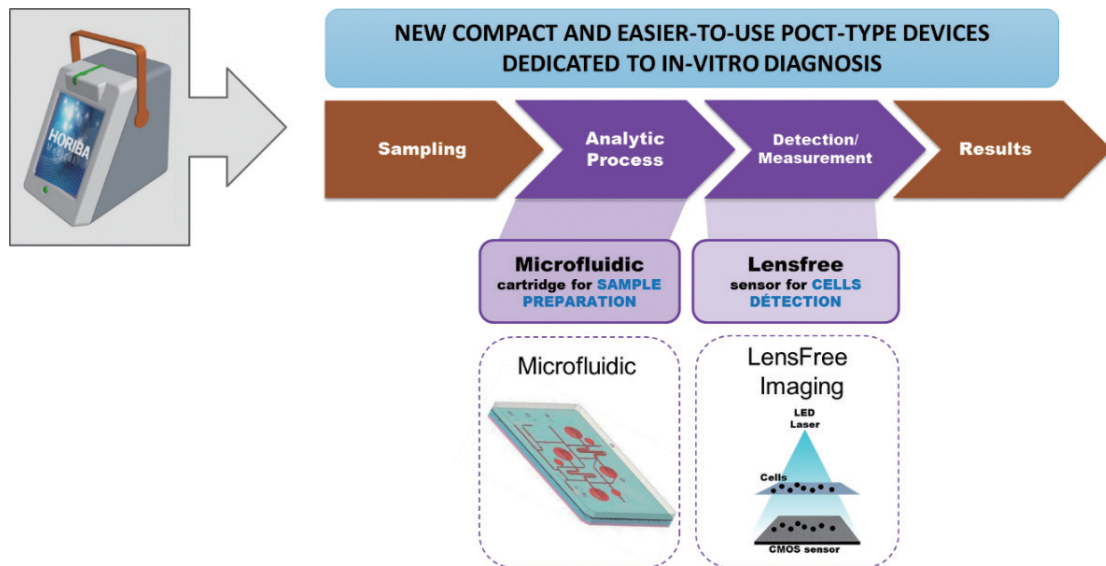 NEW COMPACT AND EASIER-TO-USE POCT-TYPE DEVICES
DEDICATED TO IN-VITRO DIAGNOSIS
HORIBA
Medical
Sampling
Analytic
Process
Detection/
Measurement
Results
Microfluidic
cartridge for SAMPLE
PREPARATION
Lensfree
sensor for CELLS
DÉTECTION
Microfluidic
LensFree
Imaging
LED
Laser
Cells
CMOS sensor